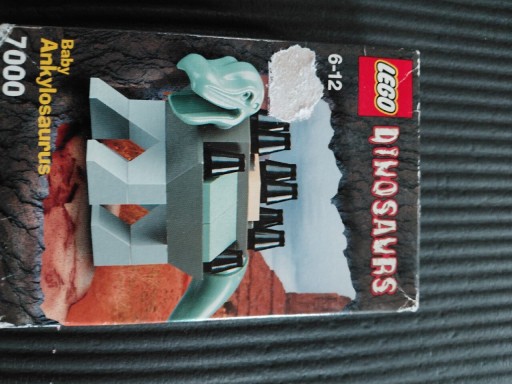 LEGO
DINOSAURS
6-12
Baby
Ankylosaurus
7000